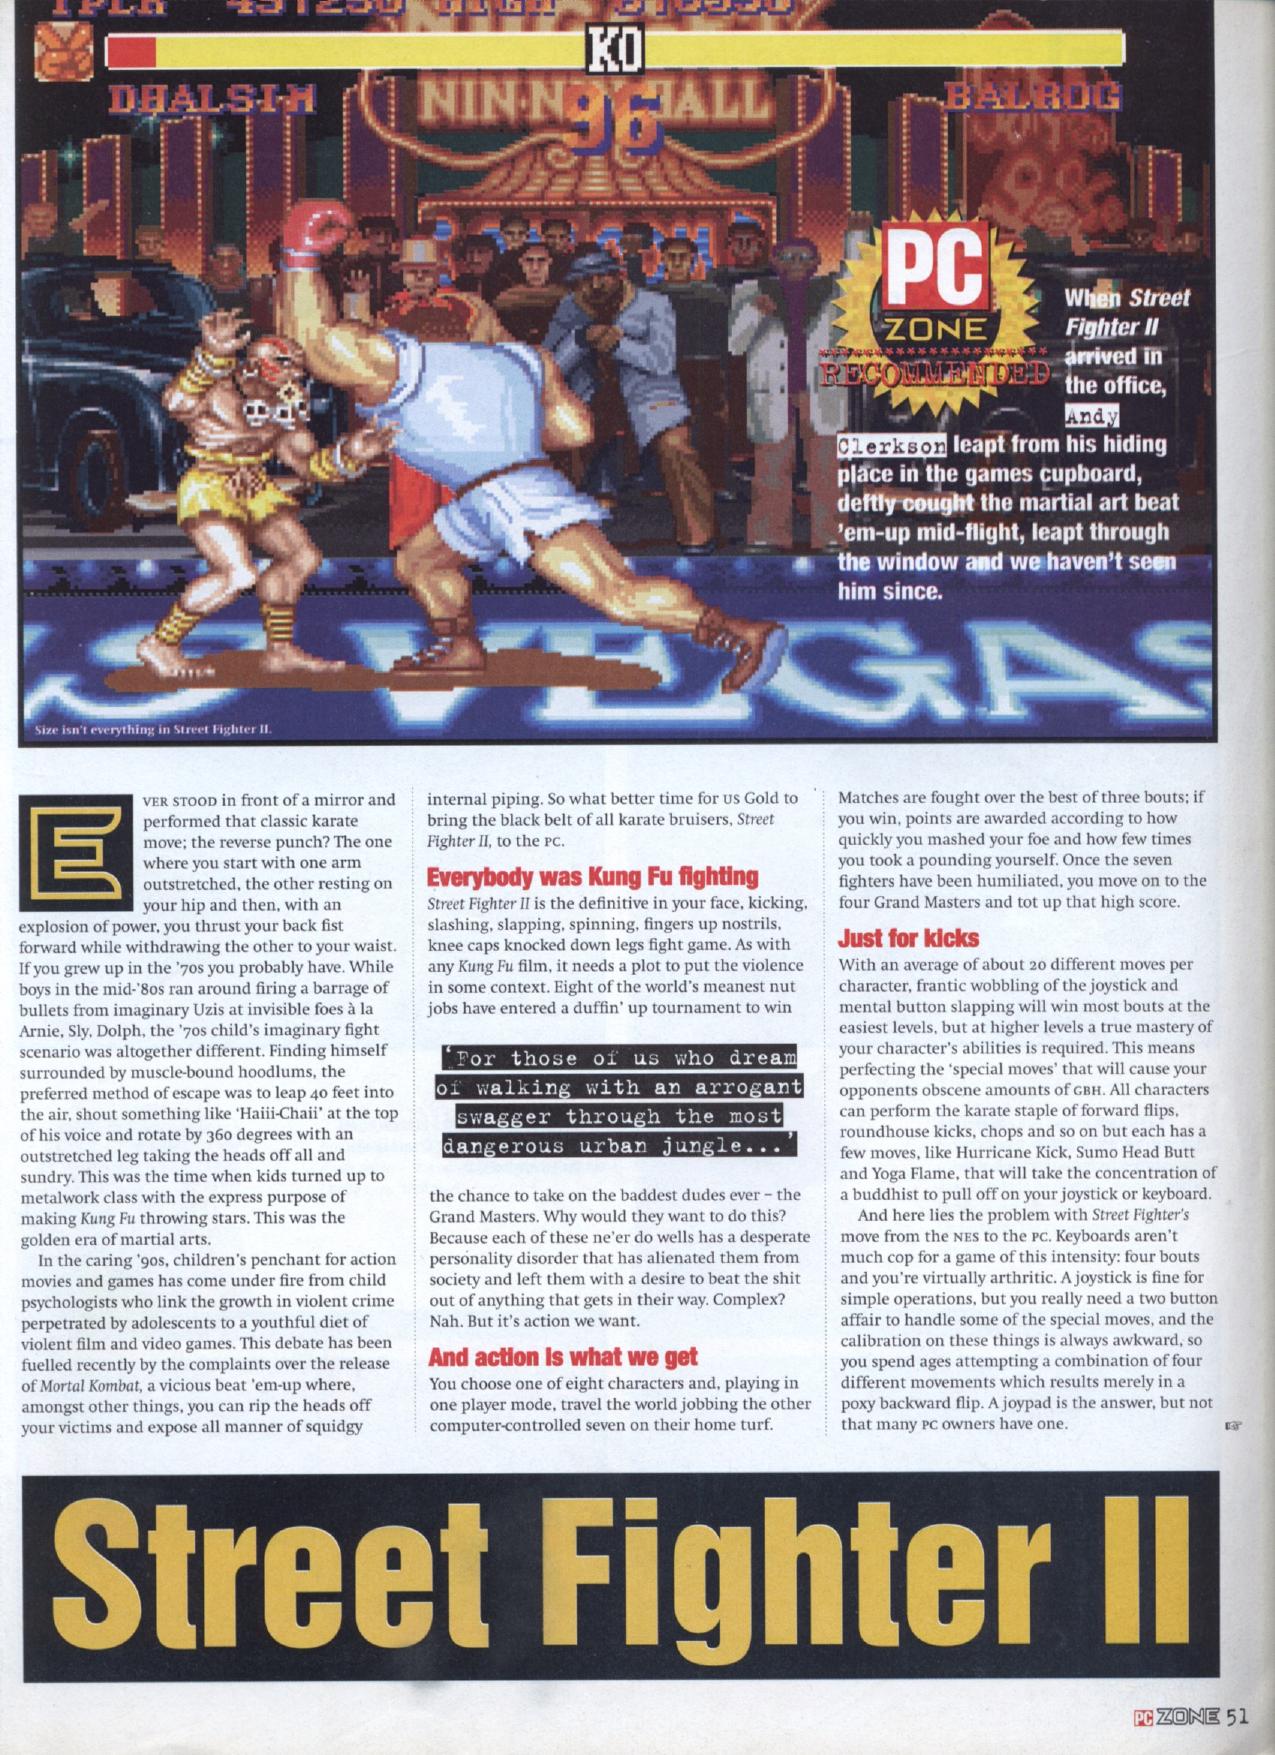 1PLR 451250 HIGH
KO
DHALSIM
BALROG
96
PC
ZONE
RECOMMENDED
When Street
Fighter II
arrived in
the office,
Andy
Clerkson leapt from his hiding
place in the games cupboard,
deftly cought the martial art beat
'em-up mid-flight, leapt through
the window and we haven't seen
him since.
S VEGAS
Size isn't everything in Street Fighter II.
EVER STOOD in front of a mirror and
performed that classic karate
move; the reverse punch? The one
where you start with one arm
outstretched, the other resting on
your hip and then, with an
explosion of power, you thrust your back fist
forward while withdrawing the other to your waist.
If you grew up in the '70s you probably have. While
boys in the mid-'80s ran around firing a barrage of
bullets from imaginary Uzis at invisible foes à la
Arnie, Sly, Dolph, the '70s child's imaginary fight
scenario was altogether different. Finding himself
surrounded by muscle-bound hoodlums, the
preferred method of escape was to leap 40 feet into
the air, shout something like 'Haiii-Chaii' at the top
of his voice and rotate by 360 degrees with an
outstretched leg taking the heads off all and
sundry. This was the time when kids turned up to
metalwork class with the express purpose of
making Kung Fu throwing stars. This was the
golden era of martial arts.
In the caring '90s, children's penchant for action
movies and games has come under fire from child
psychologists who link the growth in violent crime
perpetrated by adolescents to a youthful diet of
violent film and video games. This debate has been
fuelled recently by the complaints over the release
of Mortal Kombat, a vicious beat 'em-up where,
amongst other things, you can rip the heads off
your victims and expose all manner of squidgy
internal piping. So what better time for US Gold to
bring the black belt of all karate bruisers, Street
Fighter II, to the PC.
Everybody was Kung Fu fighting
Street Fighter II is the definitive in your face, kicking,
slashing, slapping, spinning, fingers up nostrils,
knee caps knocked down legs fight game. As with
any Kung Fu film, it needs a plot to put the violence
in some context. Eight of the world's meanest nut
jobs have entered a duffin' up tournament to win
'For those of us who dream
of walking with an arrogant
swagger through the most
dangerous urban jungle...'
the chance to take on the baddest dudes ever – the
Grand Masters. Why would they want to do this?
Because each of these ne'er do wells has a desperate
personality disorder that has alienated them from
society and left them with a desire to beat the shit
out of anything that gets in their way. Complex?
Nah. But it's action we want.
And action is what we get
You choose one of eight characters and, playing in
one player mode, travel the world jobbing the other
computer-controlled seven on their home turf.
Matches are fought over the best of three bouts; if
you win, points are awarded according to how
quickly you mashed your foe and how few times
you took a pounding yourself. Once the seven
fighters have been humiliated, you move on to the
four Grand Masters and tot up that high score.
Just for kicks
With an average of about 20 different moves per
character, frantic wobbling of the joystick and
mental button slapping will win most bouts at the
easiest levels, but at higher levels a true mastery of
your character's abilities is required. This means
perfecting the 'special moves' that will cause your
opponents obscene amounts of GBH. All characters
can perform the karate staple of forward flips,
roundhouse kicks, chops and so on but each has a
few moves, like Hurricane Kick, Sumo Head Butt
and Yoga Flame, that will take the concentration of
a buddhist to pull off on your joystick or keyboard.
And here lies the problem with Street Fighter's
move from the NES to the PC. Keyboards aren't
much cop for a game of this intensity: four bouts
and you're virtually arthritic. A joystick is fine for
simple operations, but you really need a two button
affair to handle some of the special moves, and the
calibration on these things is always awkward, so
you spend ages attempting a combination of four
different movements which results merely in a
poxy backward flip. A joypad is the answer, but not
that many PC owners have one.
Street Fighter II
PC ZONE 51